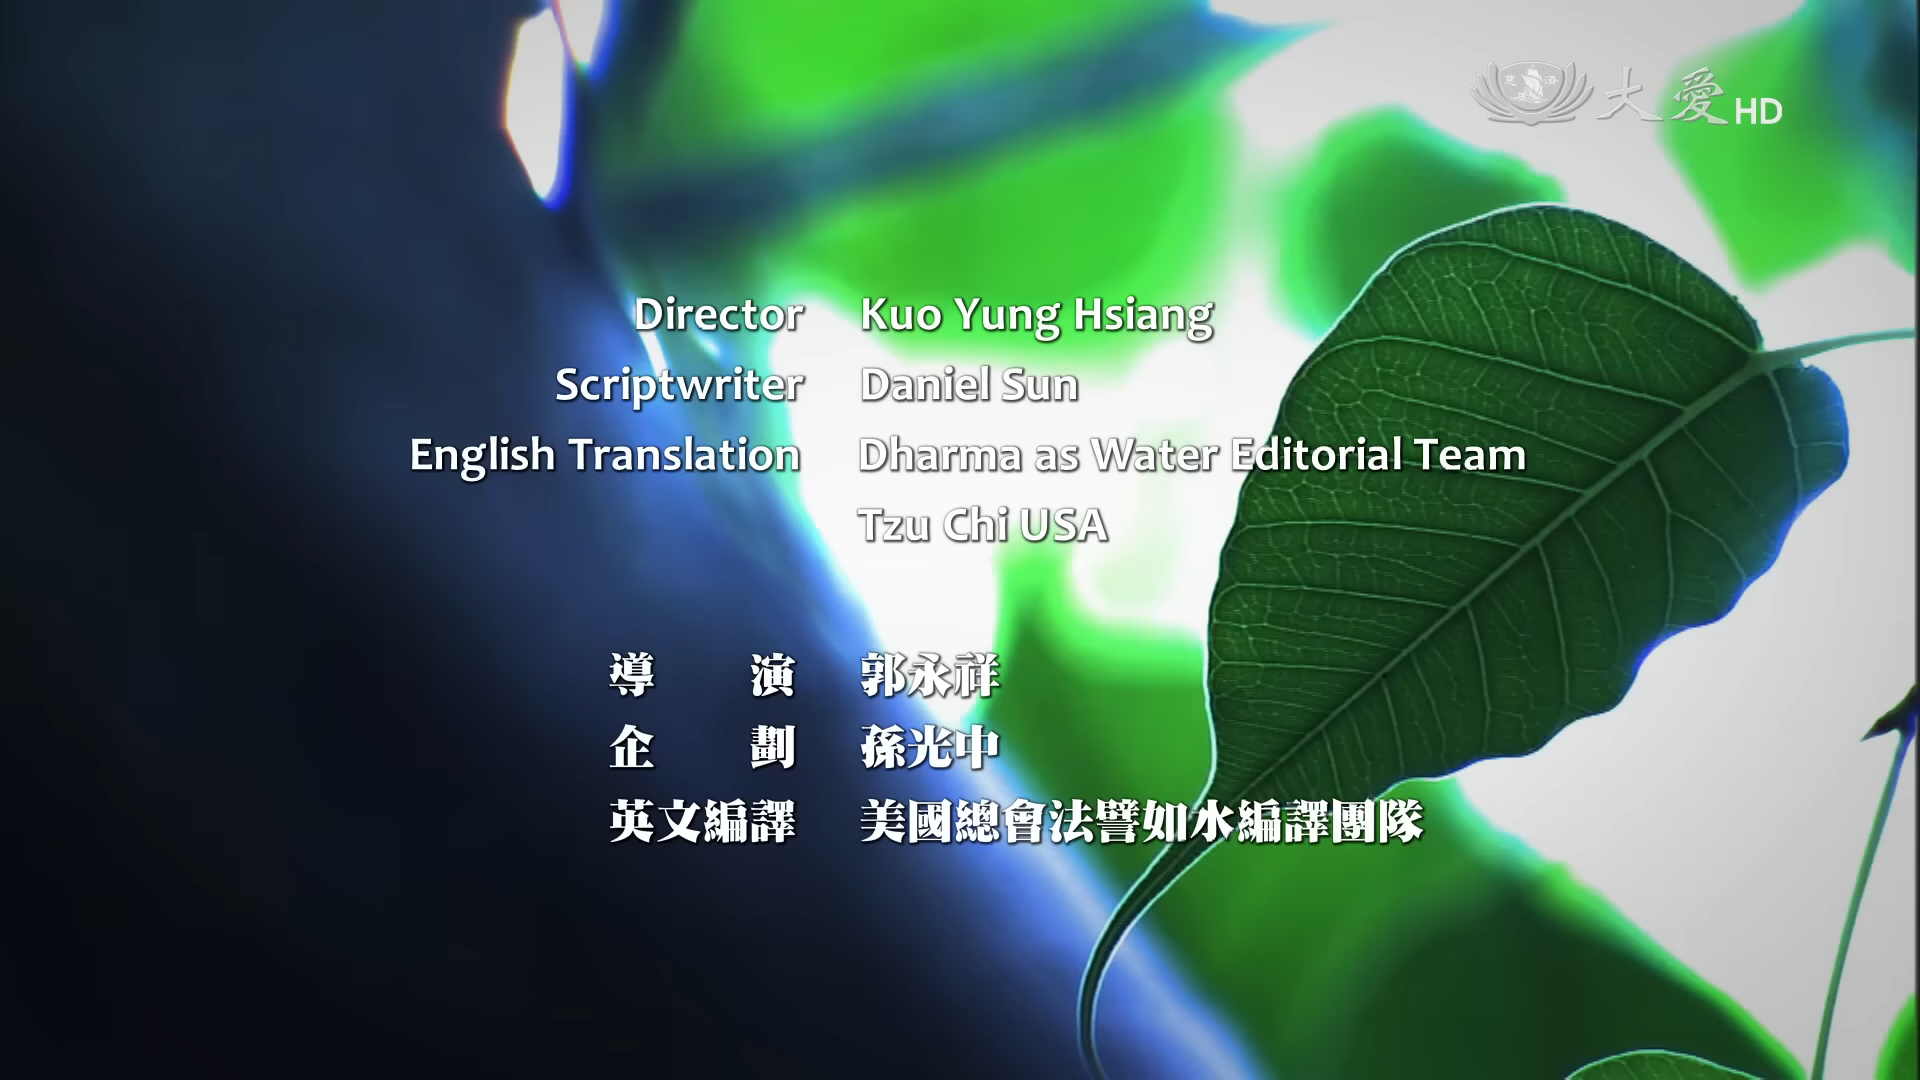 大愛HD
Director Kuo Yung Hsiang
Scriptwriter Daniel Sun
English Translation Dharma as Water Editorial Team
Tzu Chi USA
導 演 郭永祥
企 劃 孫光中
英文編譯 美國總會法譬如水編譯團隊